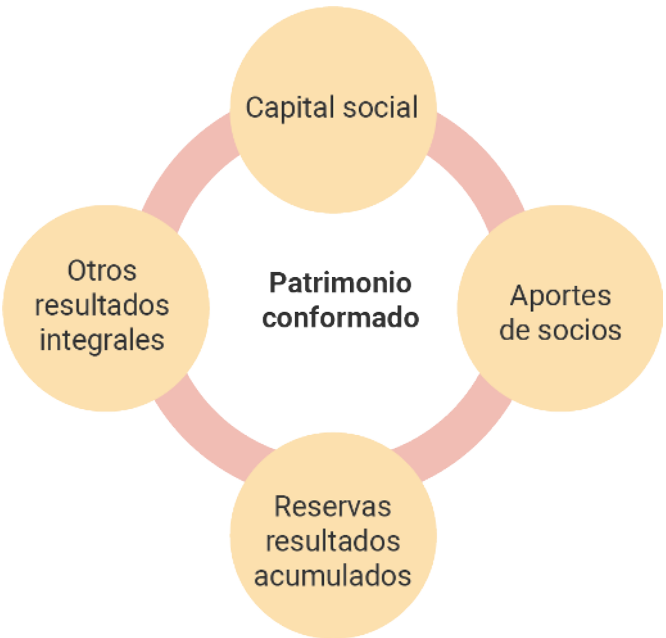 Capital social
Otros
resultados
integrales
Patrimonio
conformado
Aportes
de socios
Reservas
resultados
acumulados